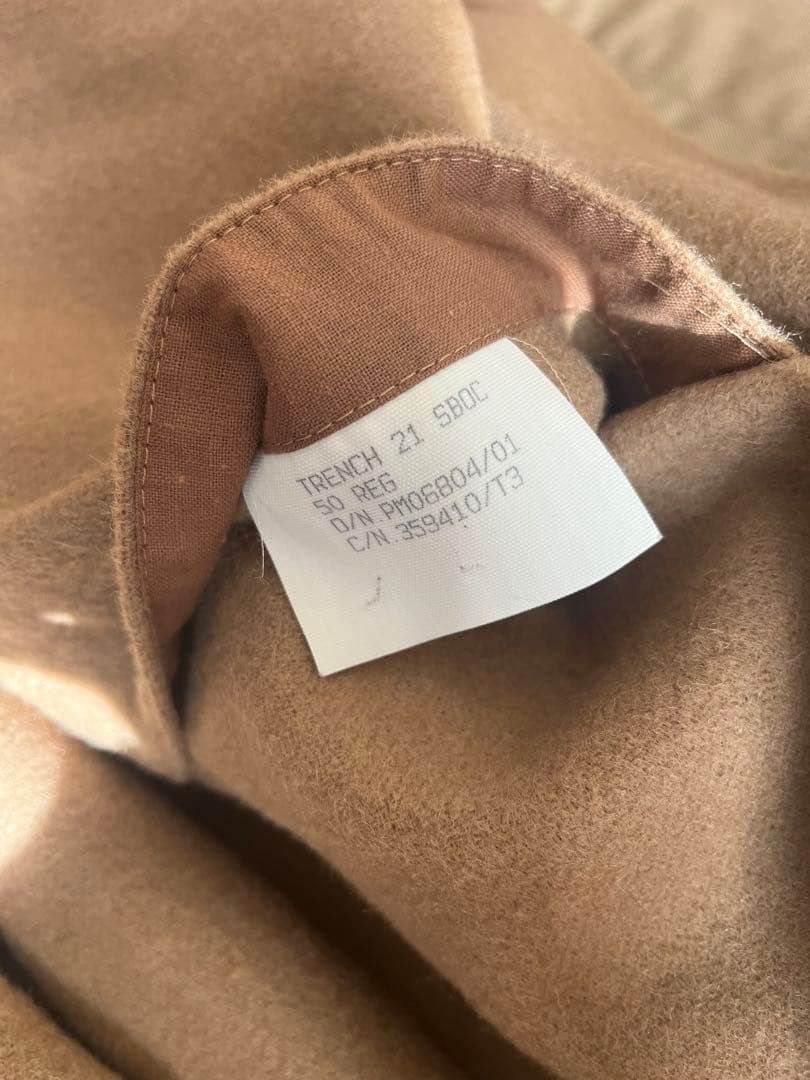 TRENCH 21 SBOC
50 REG
O/N.PM06804/01
C/N.359410/T3